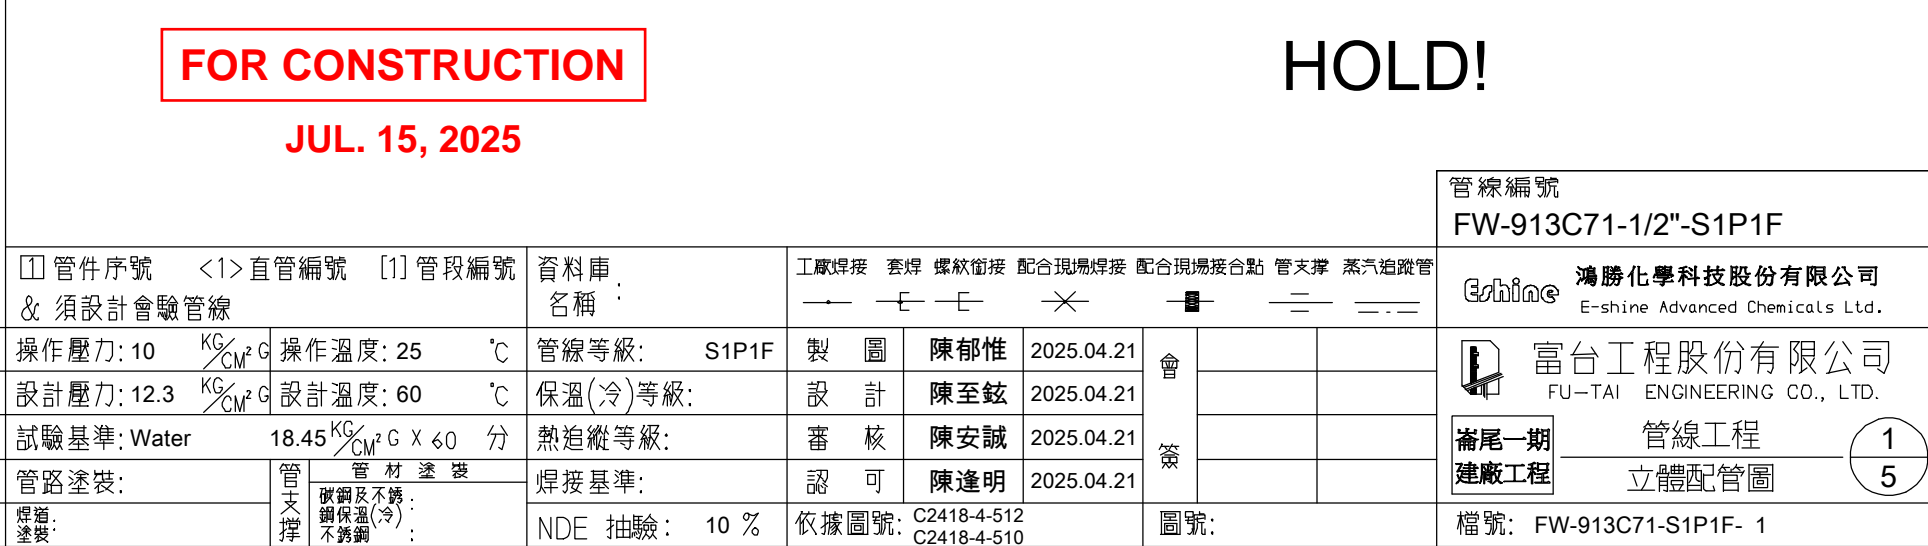 FOR CONSTRUCTION
JUL. 15, 2025
HOLD!
管線編號
FW-913C71-1/2"-S1P1F
1 管件序號 <1>直管編號 [1]管段編號
& 須設計會驗管線
資料庫
名稱 :
工廠焊接 套焊 螺紋銜接 配合現場焊接 配合現場接合點 管支撐 蒸汽追蹤管
Eshine 鴻勝化學科技股份有限公司
E-shine Advanced Chemicals Ltd.
操作壓力: 10 KG/CM² G 操作溫度: 25 °C 管線等級: S1P1F 製圖 陳郁惟 2025.04.21
設計壓力: 12.3 KG/CM² G 設計溫度: 60 °C 保溫(冷)等級: 設計 陳至鉉 2025.04.21
試驗基準: Water 18.45 KG/CM² G X 60 分 熱追縱等級: 審核 陳安誠 2025.04.21
管路塗裝: 管支撐 管材塗裝 焊接基準: 認可 陳逢明 2025.04.21
會簽
碳鋼及不銹 :
鋼保溫(冷)
不銹鋼 :
焊道
塗裝:
NDE 抽驗: 10 % 依據圖號: C2418-4-512
C2418-4-510
圖號:
富台工程股份有限公司
FU-TAI ENGINEERING CO., LTD.
崙尾一期
建廠工程
管線工程
立體配管圖
1
5
檔號: FW-913C71-S1P1F- 1